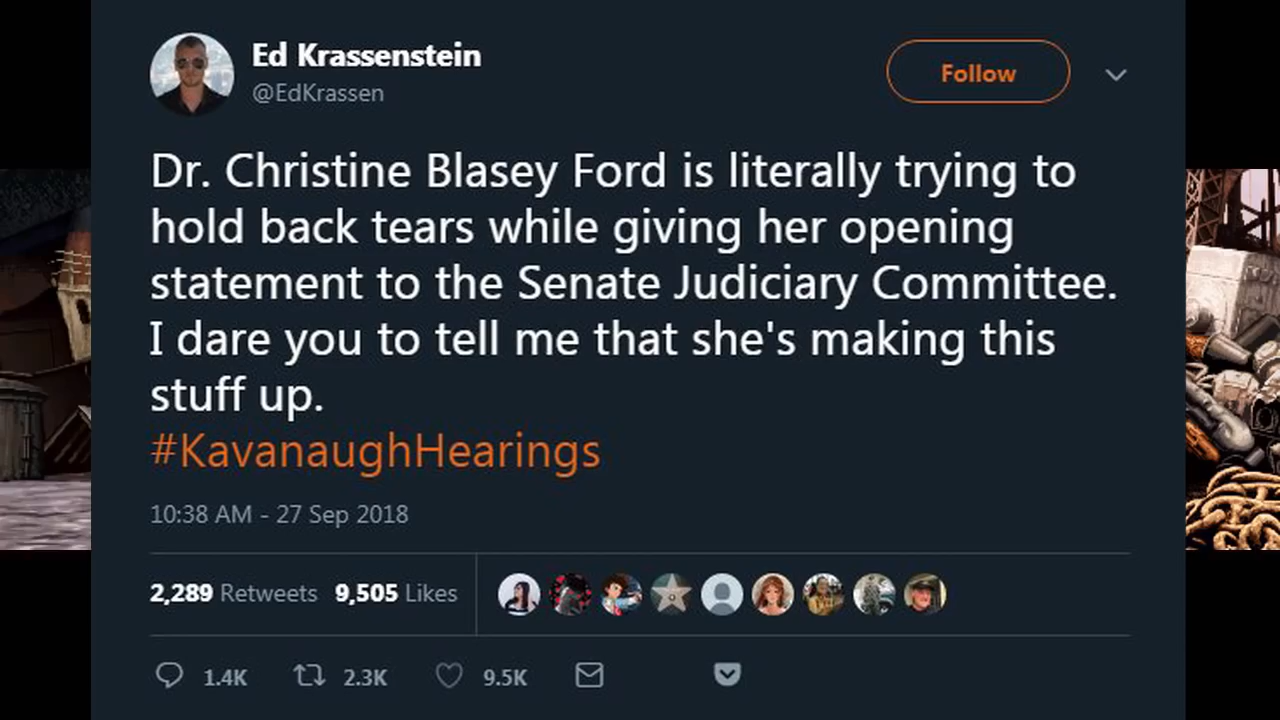 Ed Krassenstein
@EdKrassen
Follow
Dr. Christine Blasey Ford is literally trying to
hold back tears while giving her opening
statement to the Senate Judiciary Committee.
I dare you to tell me that she's making this
stuff up.
#KavanaughHearings
10:38 AM - 27 Sep 2018
2,289 Retweets 9,505 Likes
1.4K 2.3K 9.5K